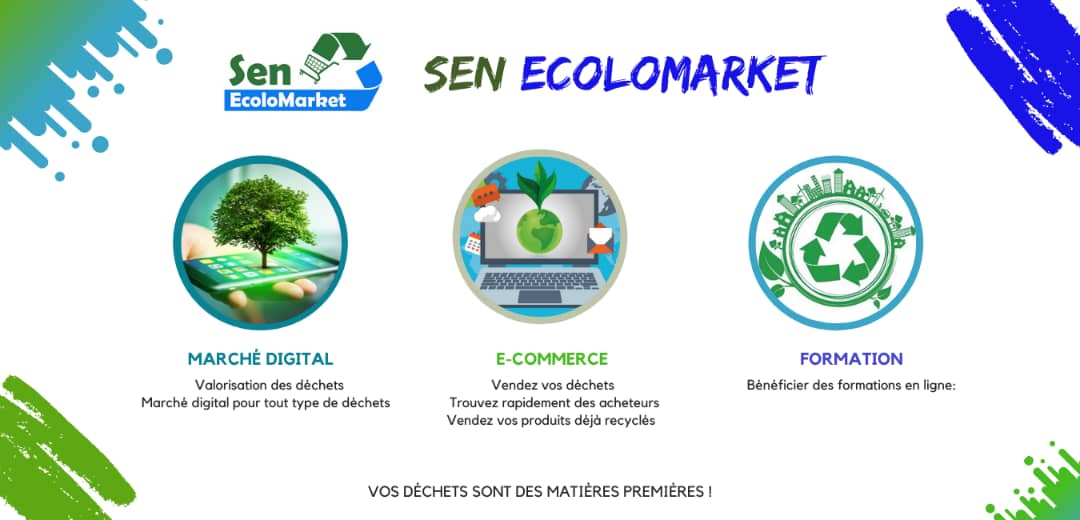 Sen
EcoloMarket
SEN ECOLOMARKET
MARCHÉ DIGITAL
Valorisation des déchets
Marché digital pour tout type de déchets
E-COMMERCE
Vendez vos déchets
Trouvez rapidement des acheteurs
Vendez vos produits déjà recyclés
FORMATION
Bénéficier des formations en ligne:
VOS DÉCHETS SONT DES MATIÈRES PREMIÈRES !